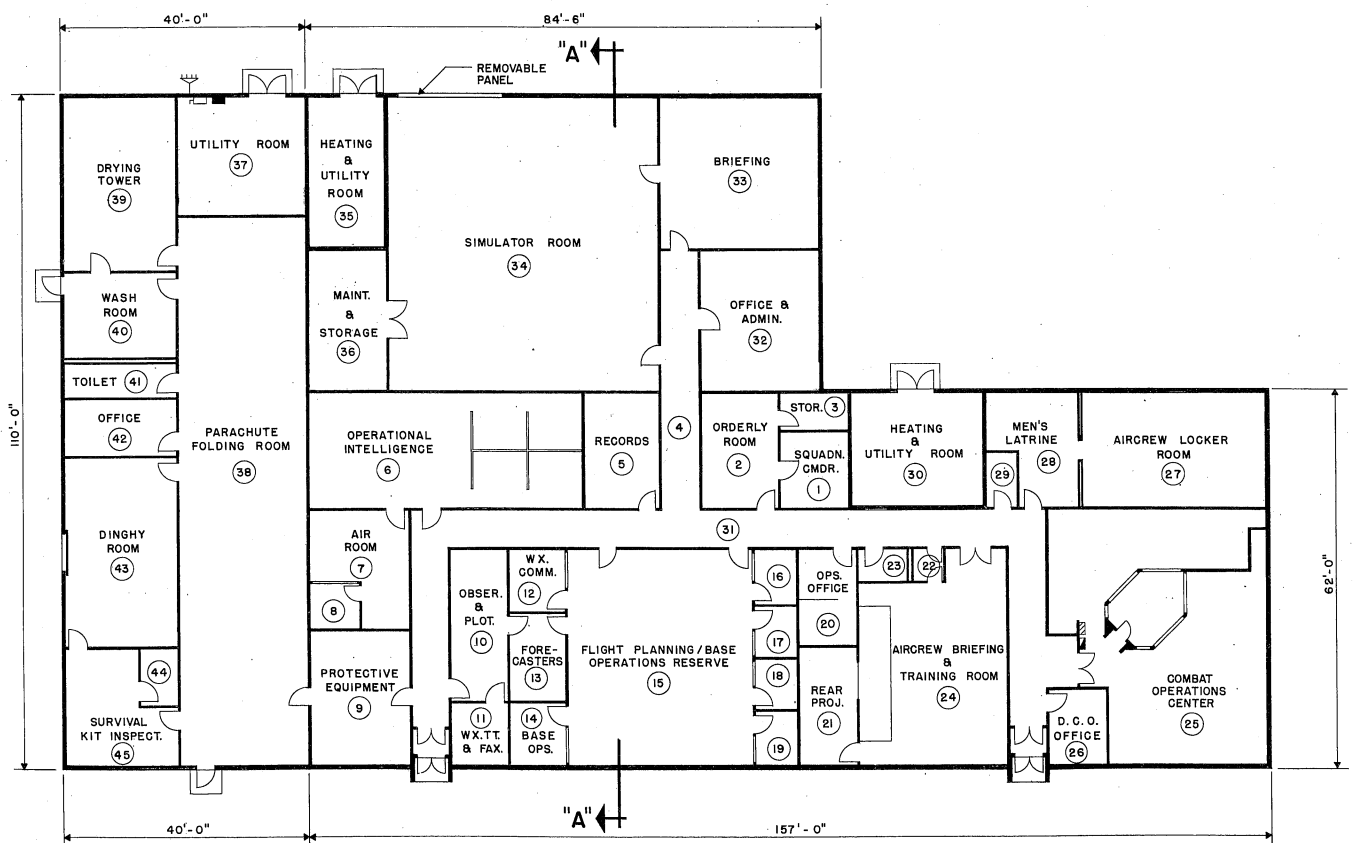 40'-0"
84'-6"
"A"
REMOVABLE
PANEL
110'-0"
DRYING
TOWER
39
UTILITY ROOM
37
HEATING
&
UTILITY
ROOM
35
SIMULATOR ROOM
34
BRIEFING
33
WASH
ROOM
40
MAINT.
&
STORAGE
36
OFFICE &
ADMIN.
32
TOILET 41
OFFICE
42
PARACHUTE
FOLDING ROOM
38
OPERATIONAL
INTELLIGENCE
6
RECORDS
5
4
ORDERLY
ROOM
2
STOR. 3
SQUADN.
CMDR.
1
HEATING
&
UTILITY ROOM
30
MEN'S
LATRINE
28
29
AIRCREW LOCKER
ROOM
27
31
DINGHY
ROOM
43
AIR
ROOM
7
8
WX.
COMM.
12
OBSER.
&
PLOT.
10
FORE-
CASTERS
13
FLIGHT PLANNING/BASE
OPERATIONS RESERVE
15
16
17
18
19
OPS.
OFFICE
20
23
22
AIRCREW BRIEFING
&
TRAINING ROOM
24
REAR
PROJ.
21
PROTECTIVE
EQUIPMENT
9
11
WX.TT.
& FAX.
14
BASE
OPS.
COMBAT
OPERATIONS
CENTER
25
D.C.O.
OFFICE
26
44
SURVIVAL
KIT INSPECT.
45
62'-0"
"A"
40'-0"
157'-0"